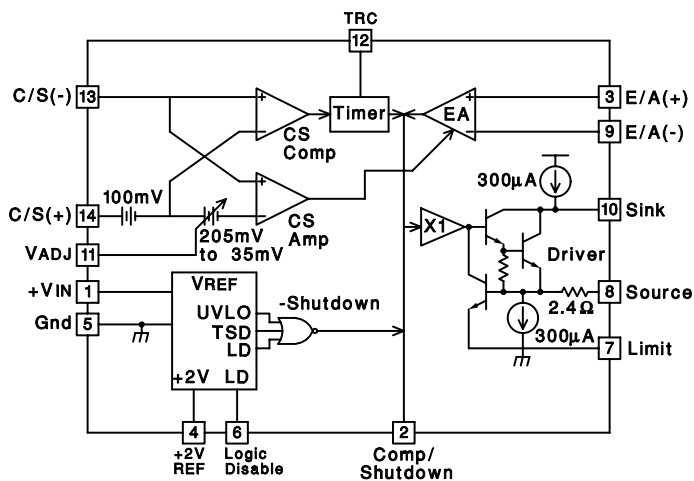 TRC
12
C/S(-) 13
3 E/A(+)
Timer
EA
CS
Comp
9 E/A(-)
100mV
300µA
C/S(+) 14
CS
Amp
X1
10 Sink
205mV
to 35mV
VADJ 11
Driver
+VIN 1
VREF
-Shutdown
8 Source
2.4Ω
UVLO
Gnd 5
TSD
300µA
LD
7 Limit
+2V LD
4 6 2
+2V
REF
Logic
Disable
Comp/
Shutdown